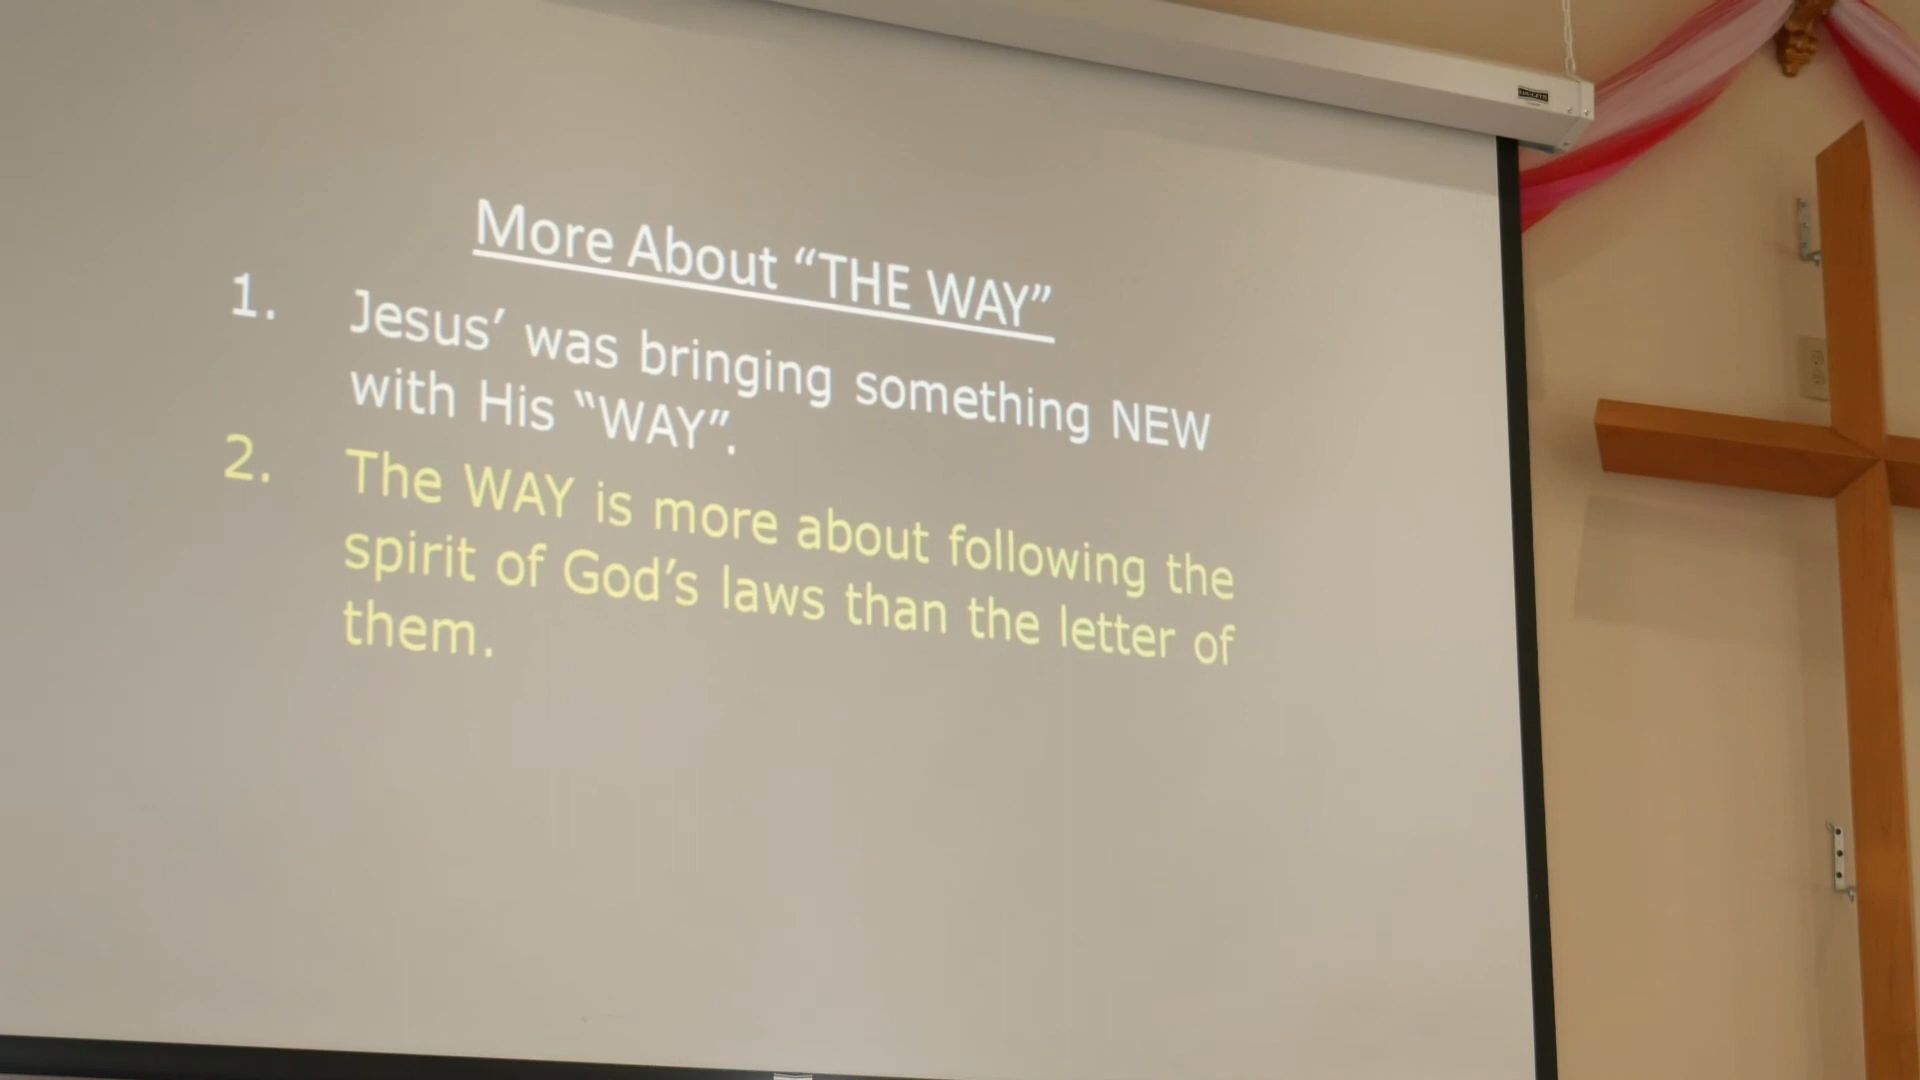 More About “THE WAY”
1. Jesus’ was bringing something NEW
with His “WAY”.
2. The WAY is more about following the
spirit of God’s laws than the letter of
them.